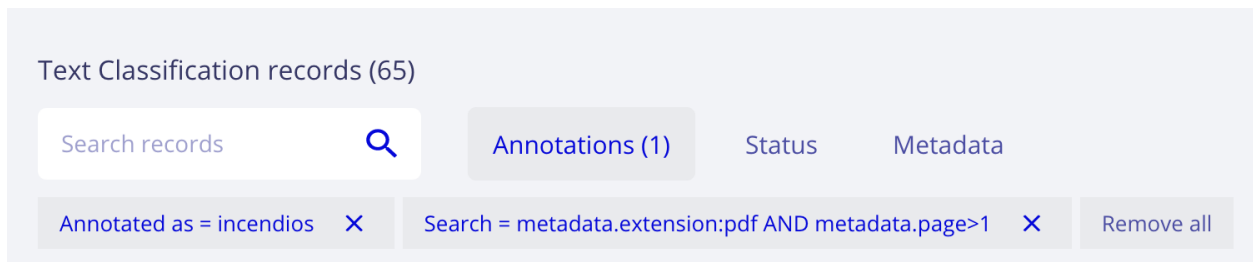 Text Classification records (65)
Search records Annotations (1) Status Metadata
Annotated as = incendios Search = metadata.extension:pdf AND metadata.page>1 Remove all